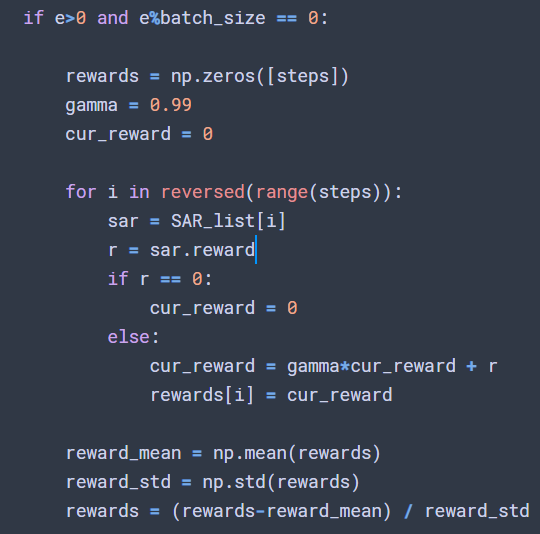 if e>0 and e%batch_size == 0:
rewards = np.zeros([steps])
gamma = 0.99
cur_reward = 0
for i in reversed(range(steps)):
sar = SAR_list[i]
r = sar.reward
if r == 0:
cur_reward = 0
else:
cur_reward = gamma*cur_reward + r
rewards[i] = cur_reward
reward_mean = np.mean(rewards)
reward_std = np.std(rewards)
rewards = (rewards-reward_mean) / reward_std